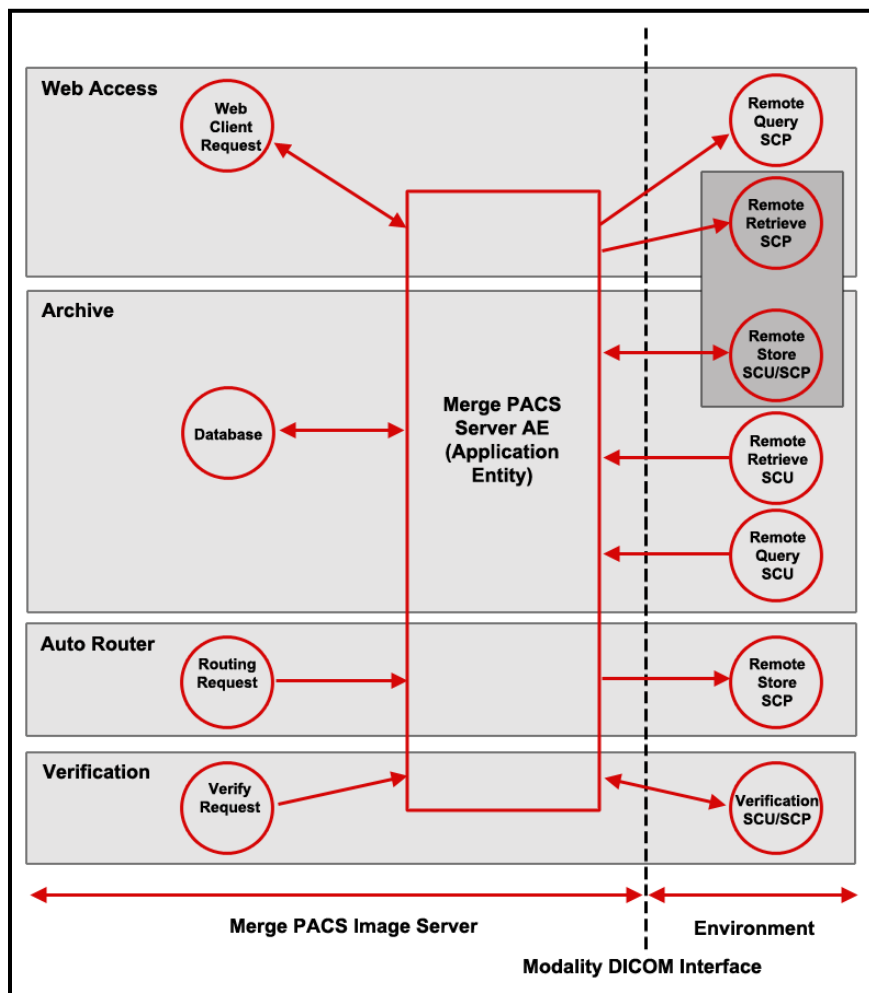 Web Access
Web
Client
Request
Remote
Query
SCP
Remote
Retrieve
SCP
Archive
Remote
Store
SCU/SCP
Database
Merge PACS
Server AE
(Application
Entity)
Remote
Retrieve
SCU
Remote
Query
SCU
Auto Router
Routing
Request
Remote
Store
SCP
Verification
Verify
Request
Verification
SCU/SCP
Merge PACS Image Server
Environment
Modality DICOM Interface